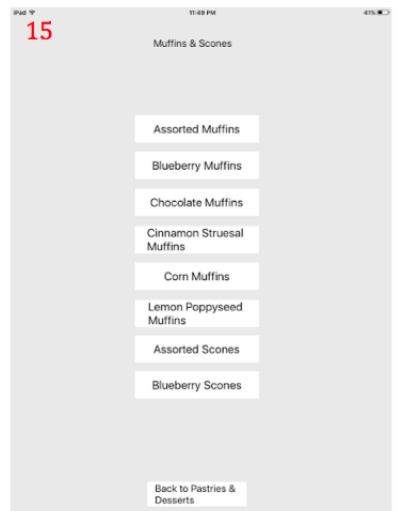 iPad
11:49 PM
41%
15
Muffins & Scones
Assorted Muffins
Blueberry Muffins
Chocolate Muffins
Cinnamon Struesal
Muffins
Corn Muffins
Lemon Poppyseed
Muffins
Assorted Scones
Blueberry Scones
Back to Pastries &
Desserts